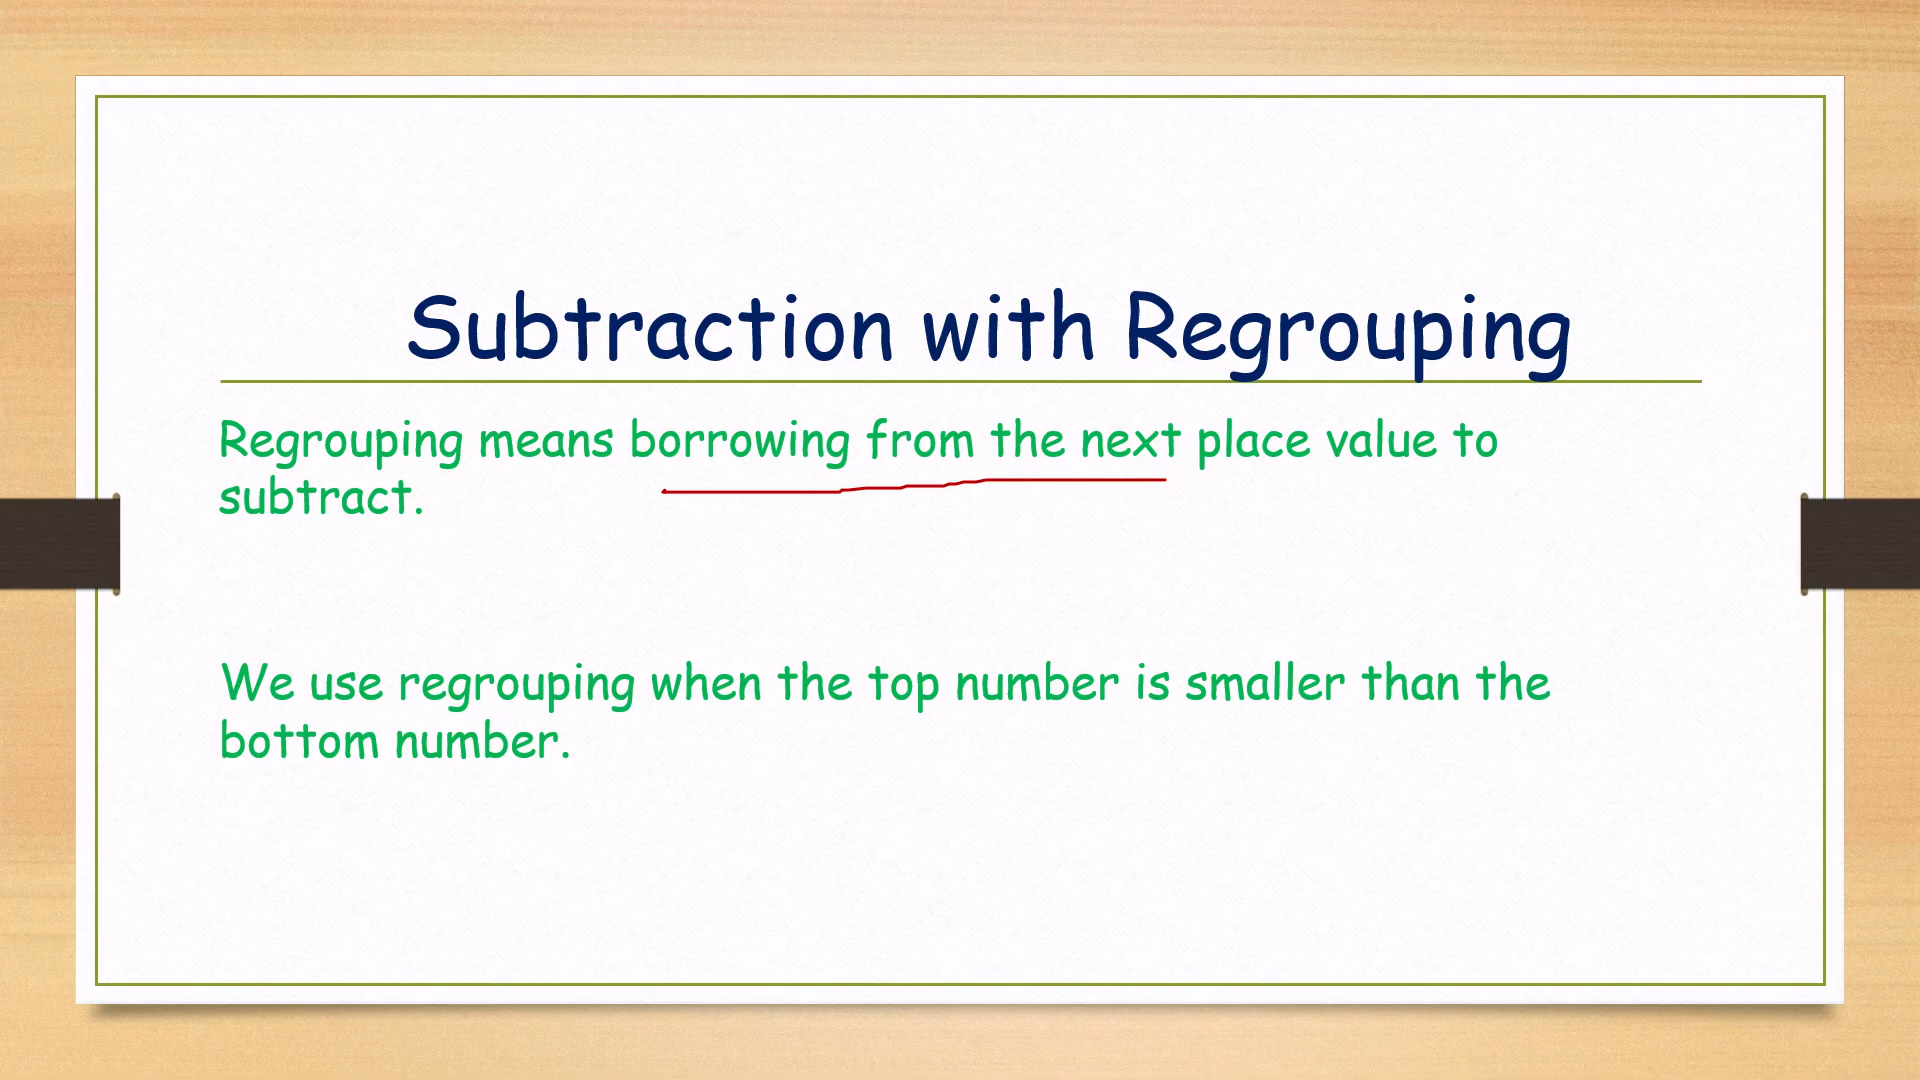 Subtraction with Regrouping
Regrouping means borrowing from the next place value to
subtract.
We use regrouping when the top number is smaller than the
bottom number.